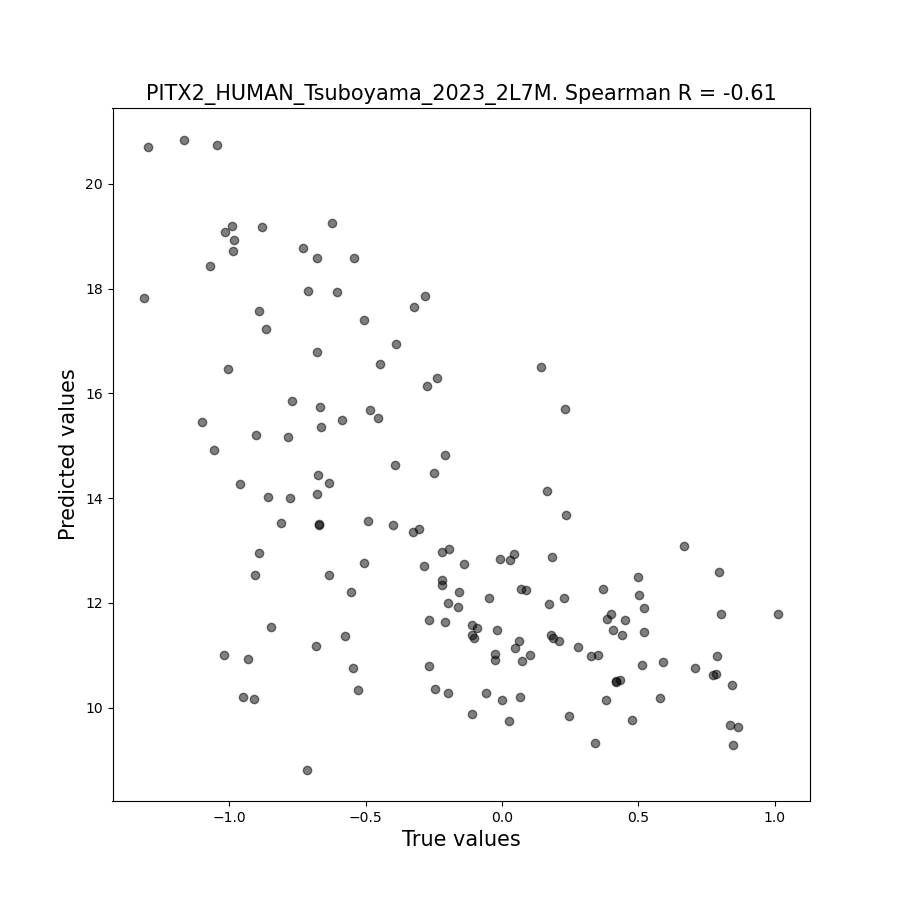 PITX2_HUMAN_Tsuboyama_2023_2L7M. Spearman R = -0.61
20
18
16
14
12
10
Predicted values
−1.0 −0.5 0.0 0.5 1.0
True values